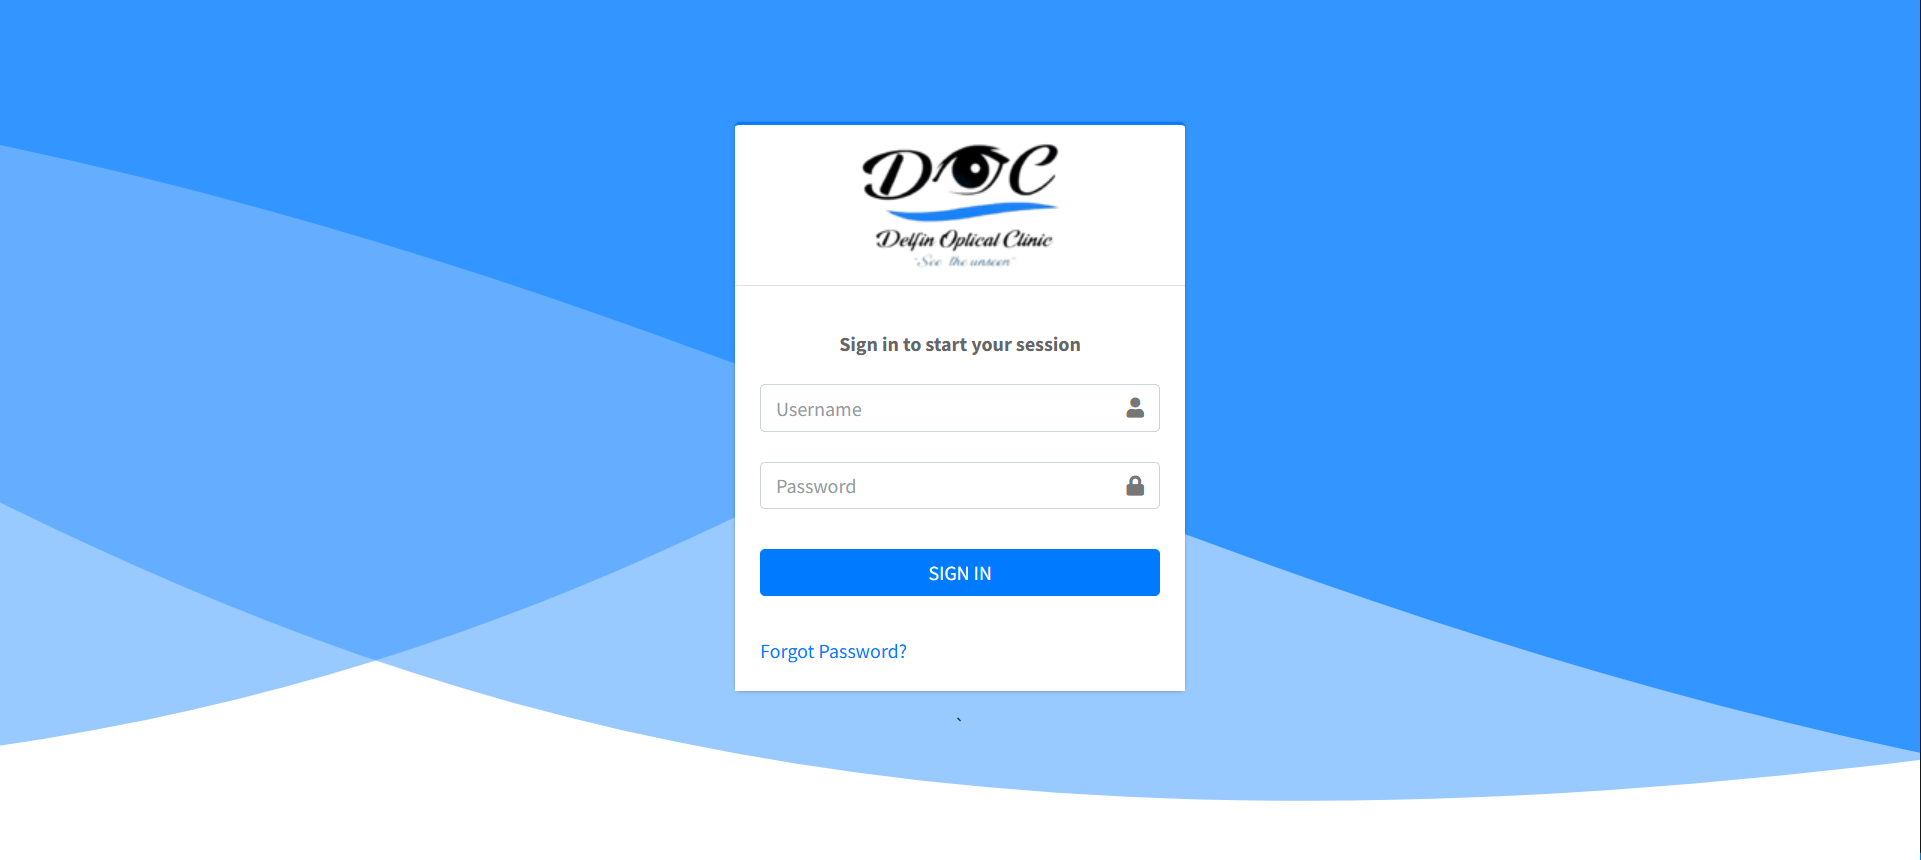 DOC
Delfin Optical Clinic
"See the unseen"
Sign in to start your session
Username
Password
SIGN IN
Forgot Password?
`